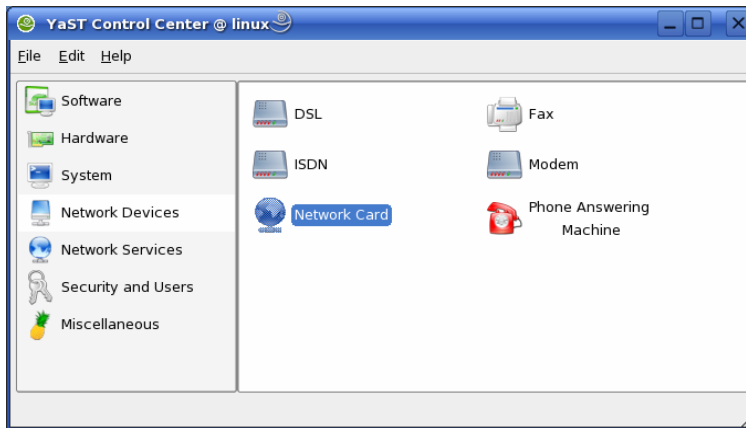 YaST Control Center @ linux
File Edit Help
Software
Hardware
System
Network Devices
Network Services
Security and Users
Miscellaneous
DSL
Fax
ISDN
Modem
Network Card
Phone Answering
Machine